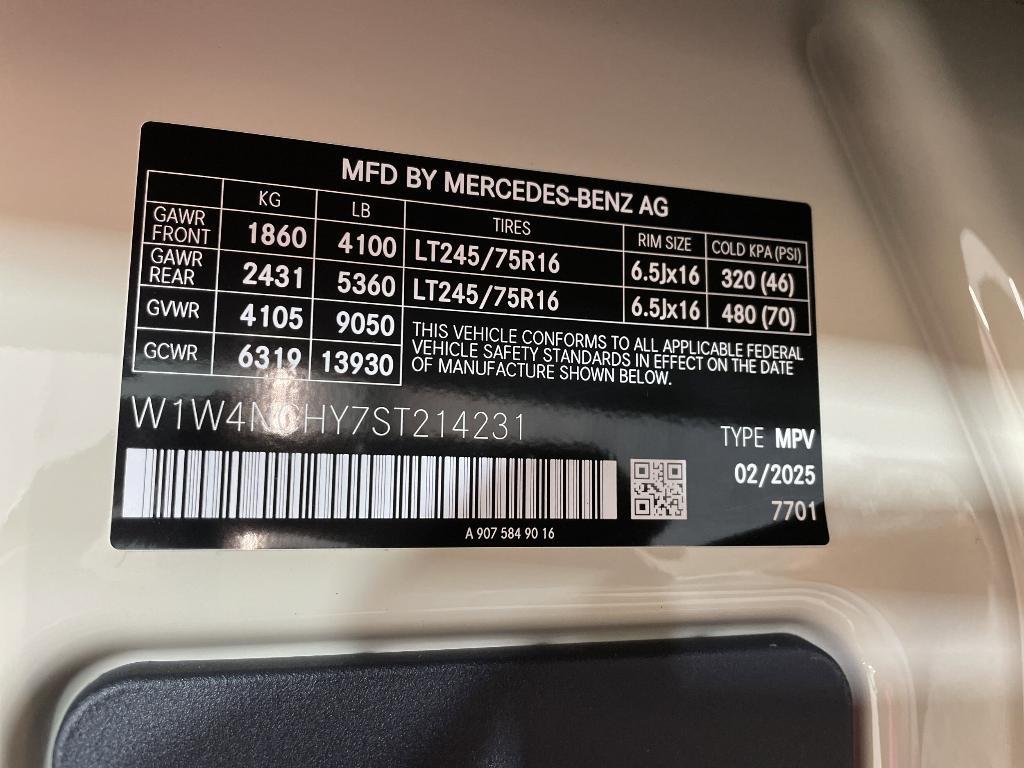 MFD BY MERCEDES-BENZ AG
KG LB TIRES RIM SIZE COLD KPA (PSI)
GAWR FRONT 1860 4100 LT245/75R16 6.5Jx16 320 (46)
GAWR REAR 2431 5360 LT245/75R16 6.5Jx16 480 (70)
GVWR 4105 9050
GCWR 6319 13930
THIS VEHICLE CONFORMS TO ALL APPLICABLE FEDERAL
VEHICLE SAFETY STANDARDS IN EFFECT ON THE DATE
OF MANUFACTURE SHOWN BELOW.
W1W4NCHY7ST214231
TYPE MPV
02/2025
7701
A 907 584 90 16